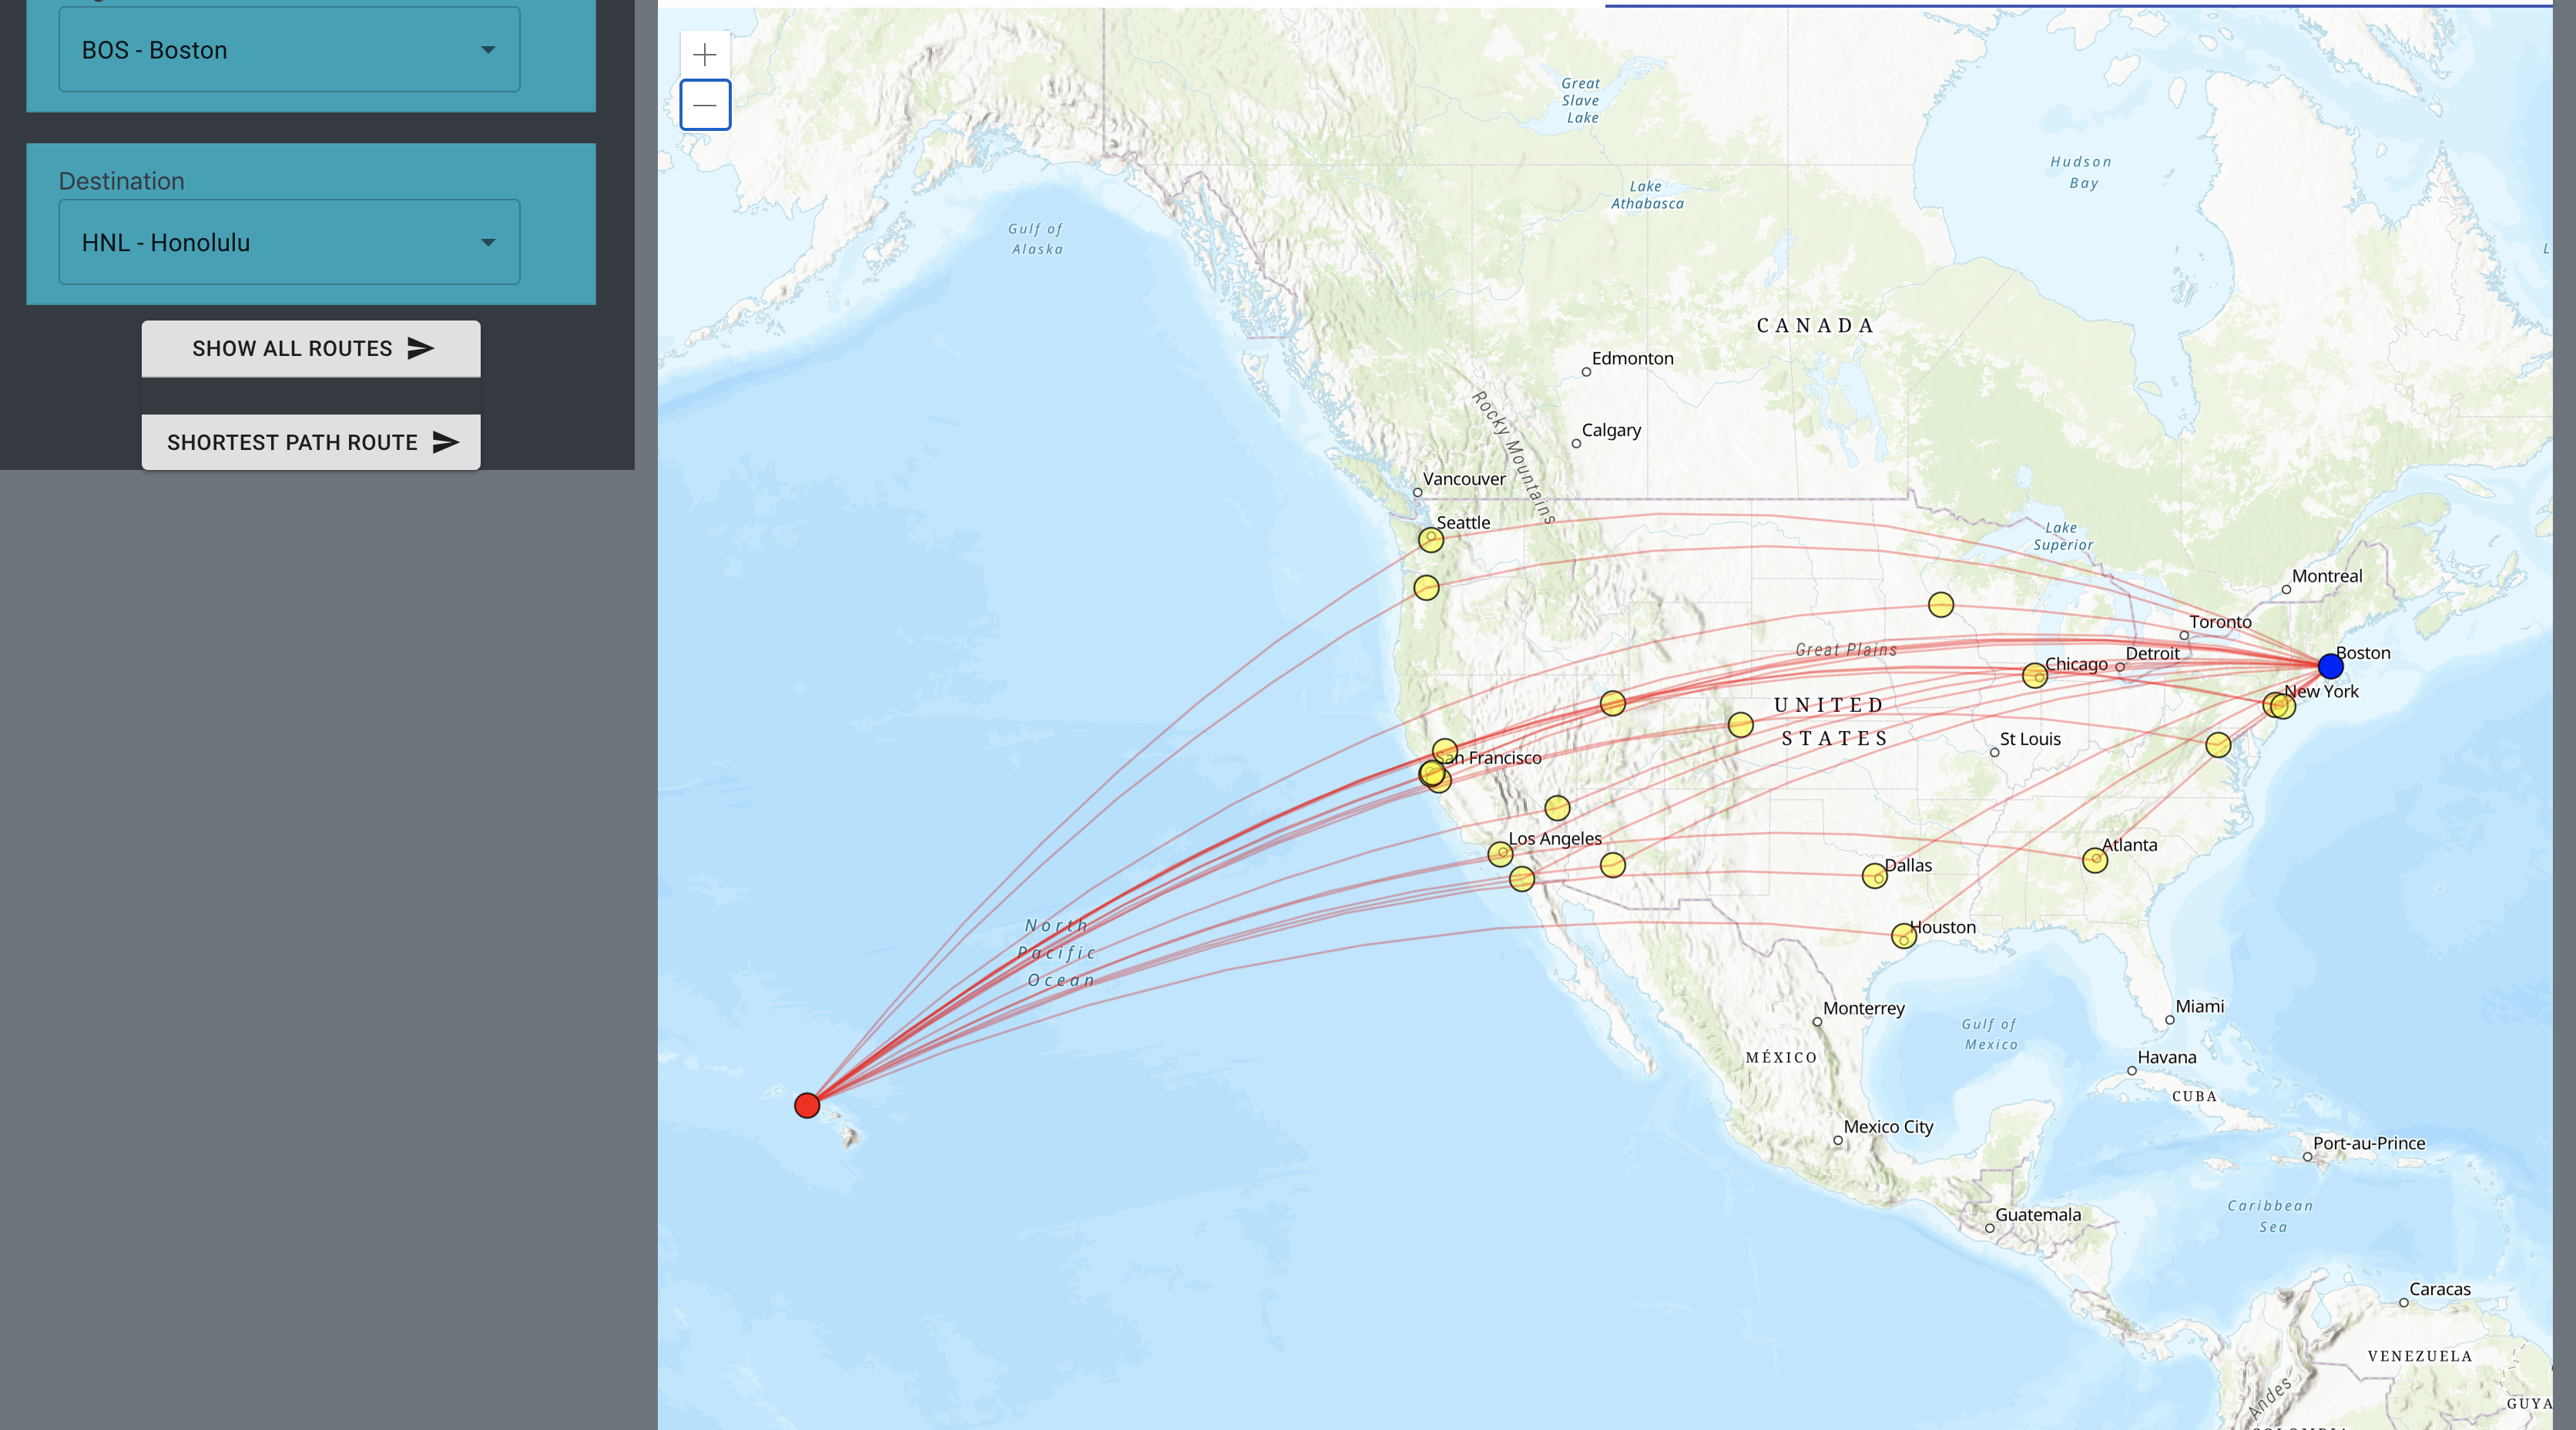 BOS - Boston
Destination
HNL - Honolulu
SHOW ALL ROUTES
SHORTEST PATH ROUTE
Great
Slave
Lake
Hudson
Bay
Lake
Athabasca
Gulf of
Alaska
CANADA
Edmonton
Rocky Mountains
Calgary
Vancouver
Seattle
Lake
Superior
Montreal
Toronto
Great Plains
Detroit
Boston
Chicago
New York
UNITED
STATES
St Louis
San Francisco
Los Angeles
Atlanta
Dallas
Houston
North
Pacific
Ocean
Monterrey
Miami
Gulf of
Mexico
MÉXICO
Havana
CUBA
Mexico City
Port-au-Prince
Caribbean
Sea
Guatemala
Caracas
VENEZUELA
Andes
GUYA